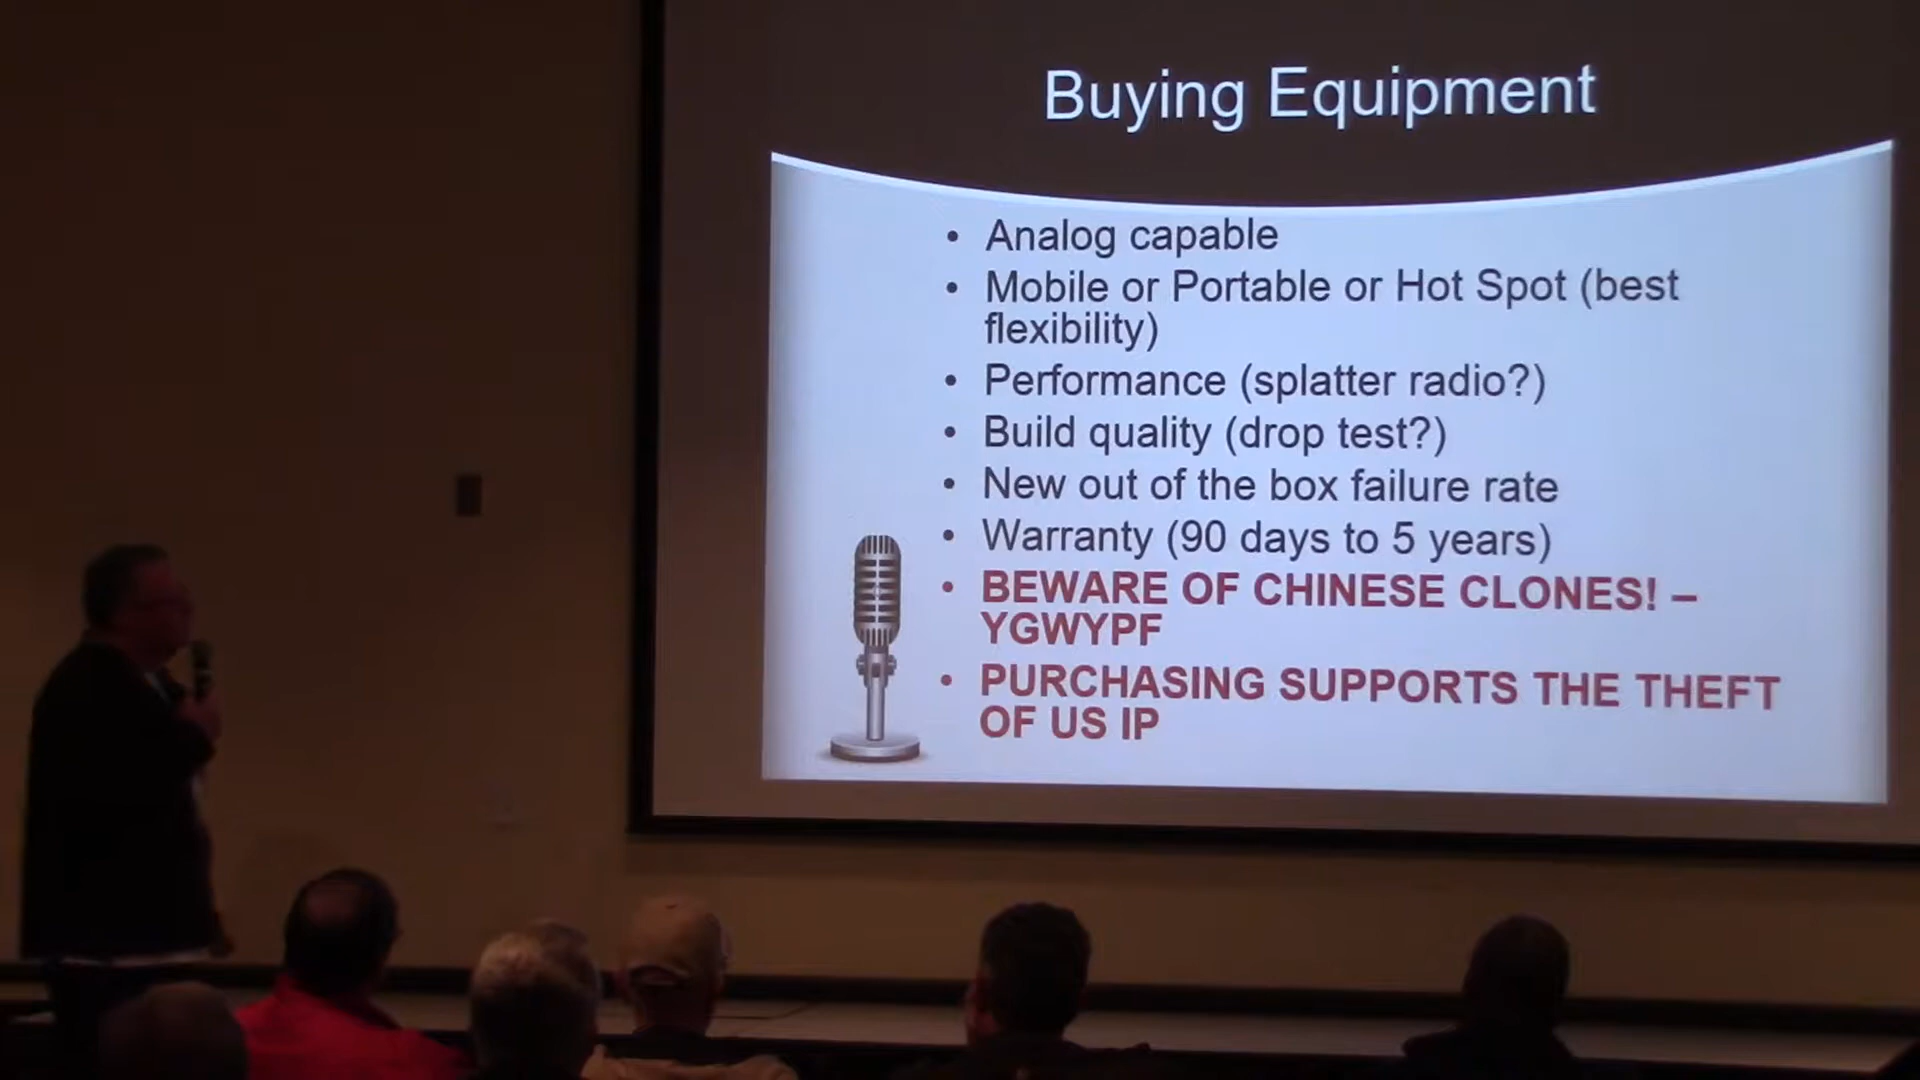 Buying Equipment
• Analog capable
• Mobile or Portable or Hot Spot (best
flexibility)
• Performance (splatter radio?)
• Build quality (drop test?)
• New out of the box failure rate
• Warranty (90 days to 5 years)
• BEWARE OF CHINESE CLONES! –
YGWYPF
• PURCHASING SUPPORTS THE THEFT
OF US IP